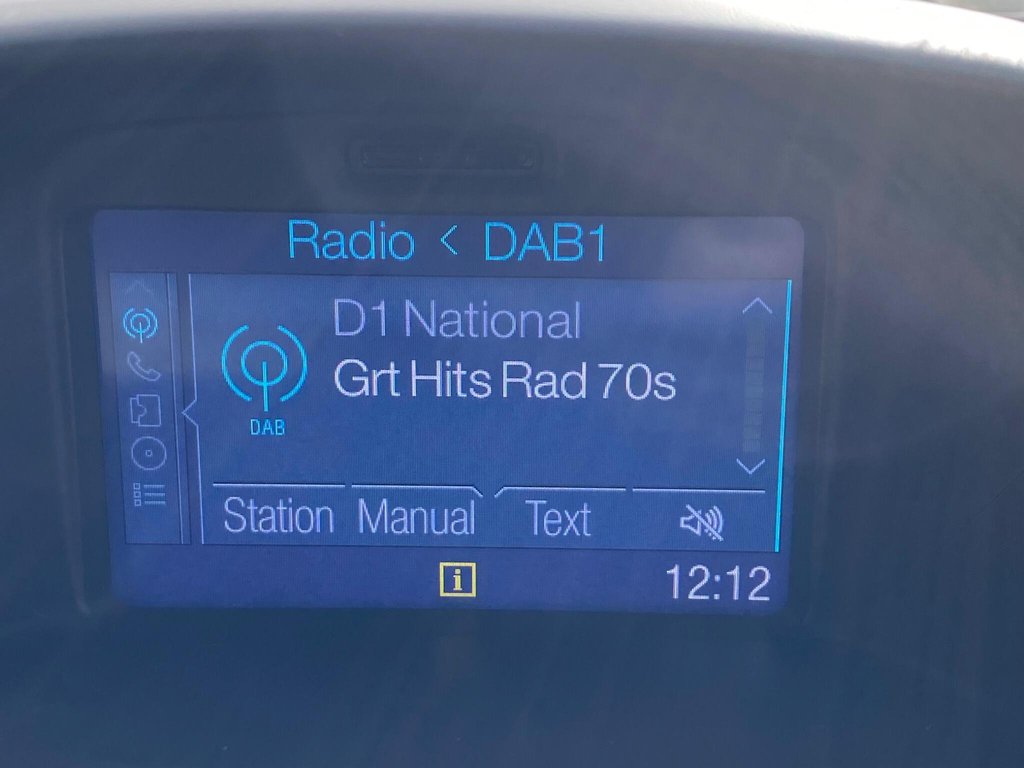 Radio < DAB1
D1 National
Grt Hits Rad 70s
DAB
Station Manual Text
i
12:12